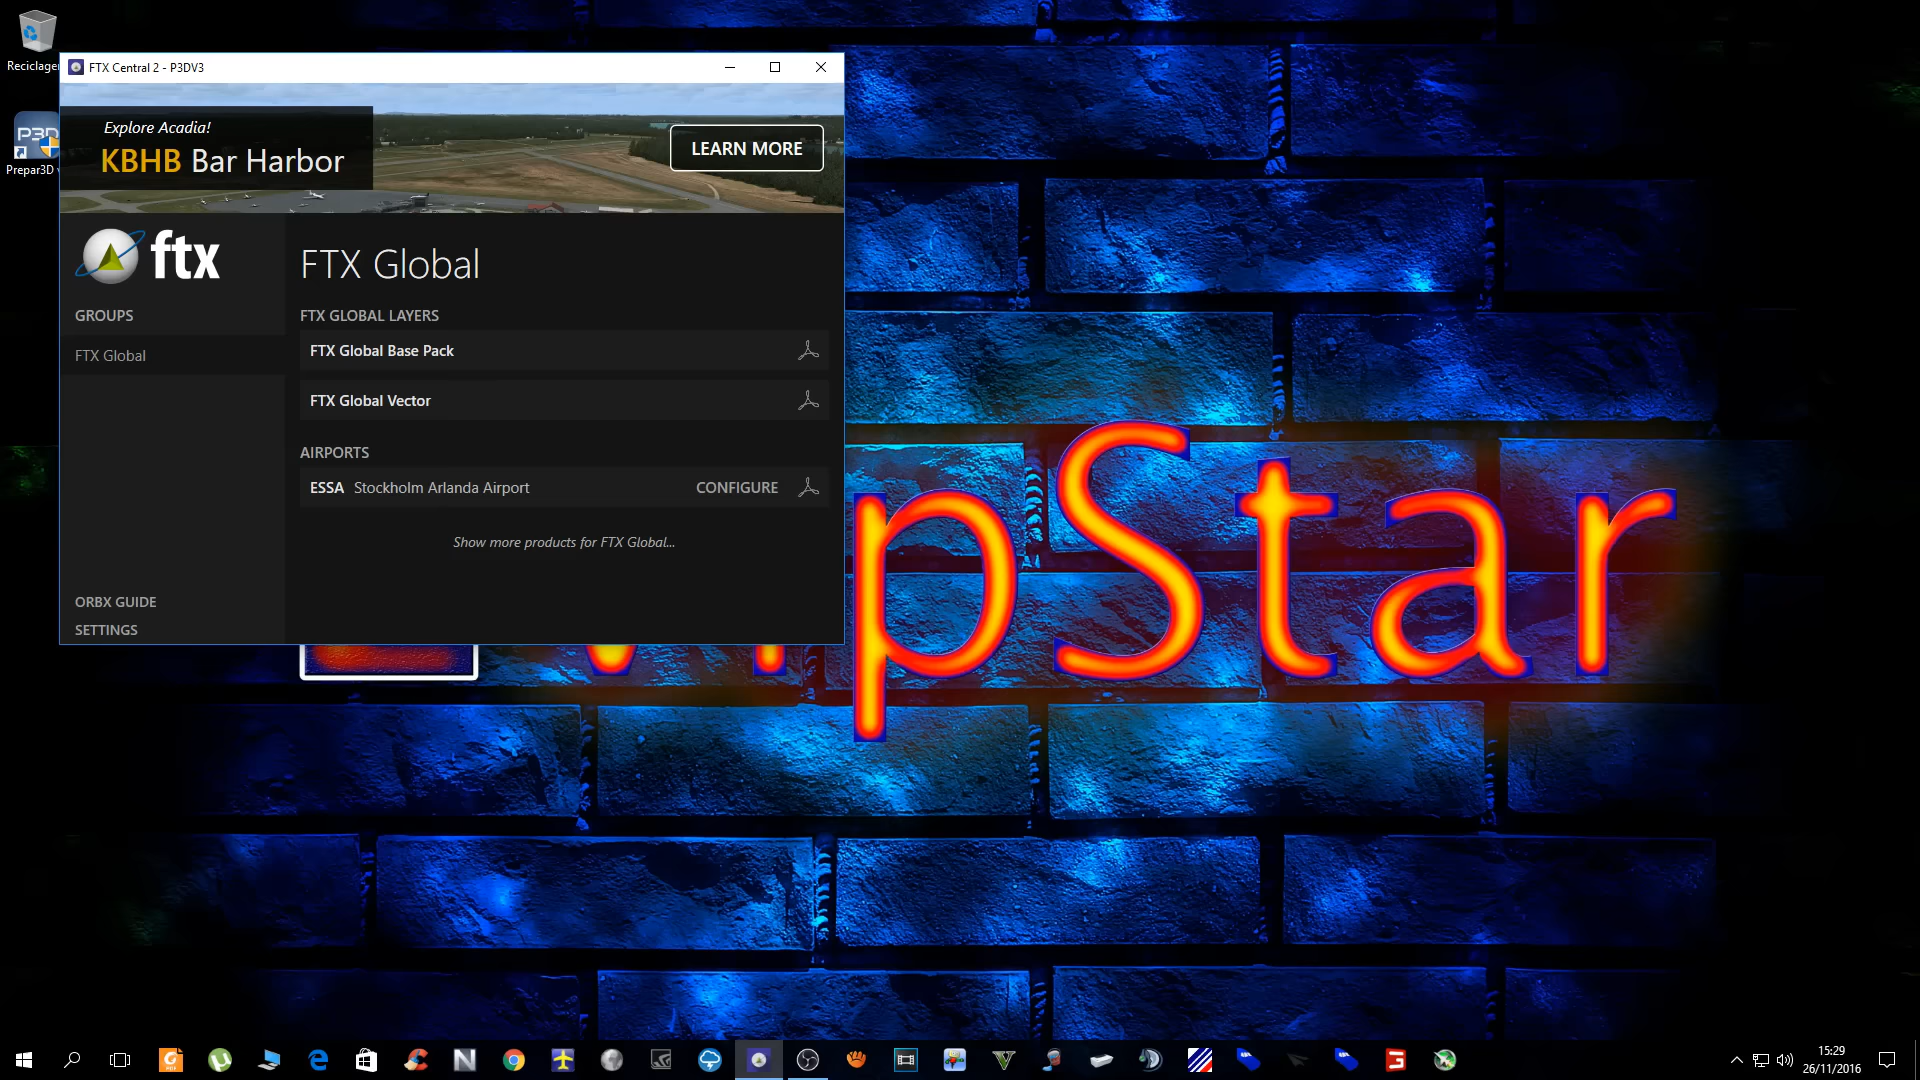 Reciclagem
P3D
Prepar3D v
FTX Central 2 - P3DV3
Explore Acadia!
KBHB Bar Harbor
LEARN MORE
ftx
FTX Global
GROUPS
FTX GLOBAL LAYERS
FTX Global
FTX Global Base Pack
FTX Global Vector
AIRPORTS
ESSA Stockholm Arlanda Airport CONFIGURE
Show more products for FTX Global...
ORBX GUIDE
SETTINGS
pStar
15:29
26/11/2016